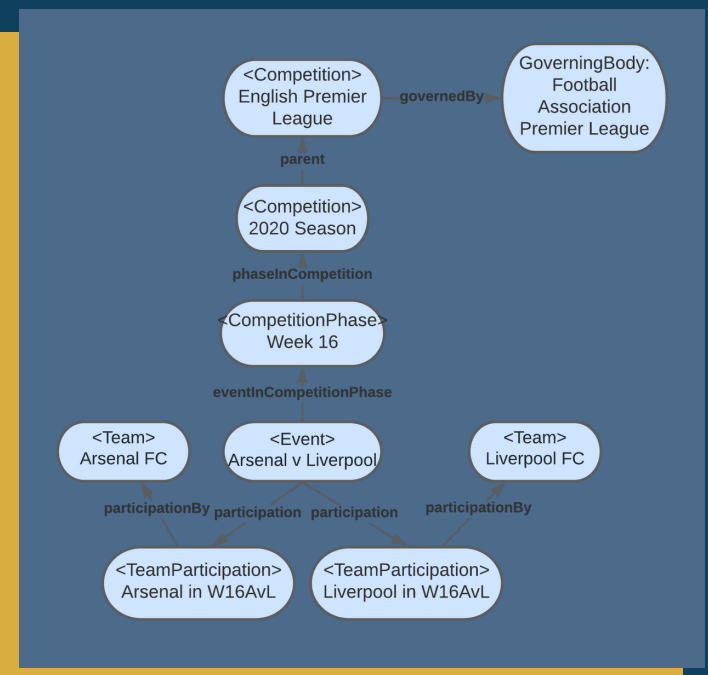 <Competition>
English Premier
League
governedBy
GoverningBody:
Football
Association
Premier League
parent
<Competition>
2020 Season
phaseInCompetition
<CompetitionPhase>
Week 16
eventInCompetitionPhase
<Team>
Arsenal FC
<Event>
Arsenal v Liverpool
<Team>
Liverpool FC
participationBy
participation
participation
participationBy
<TeamParticipation>
Arsenal in W16AvL
<TeamParticipation>
Liverpool in W16AvL